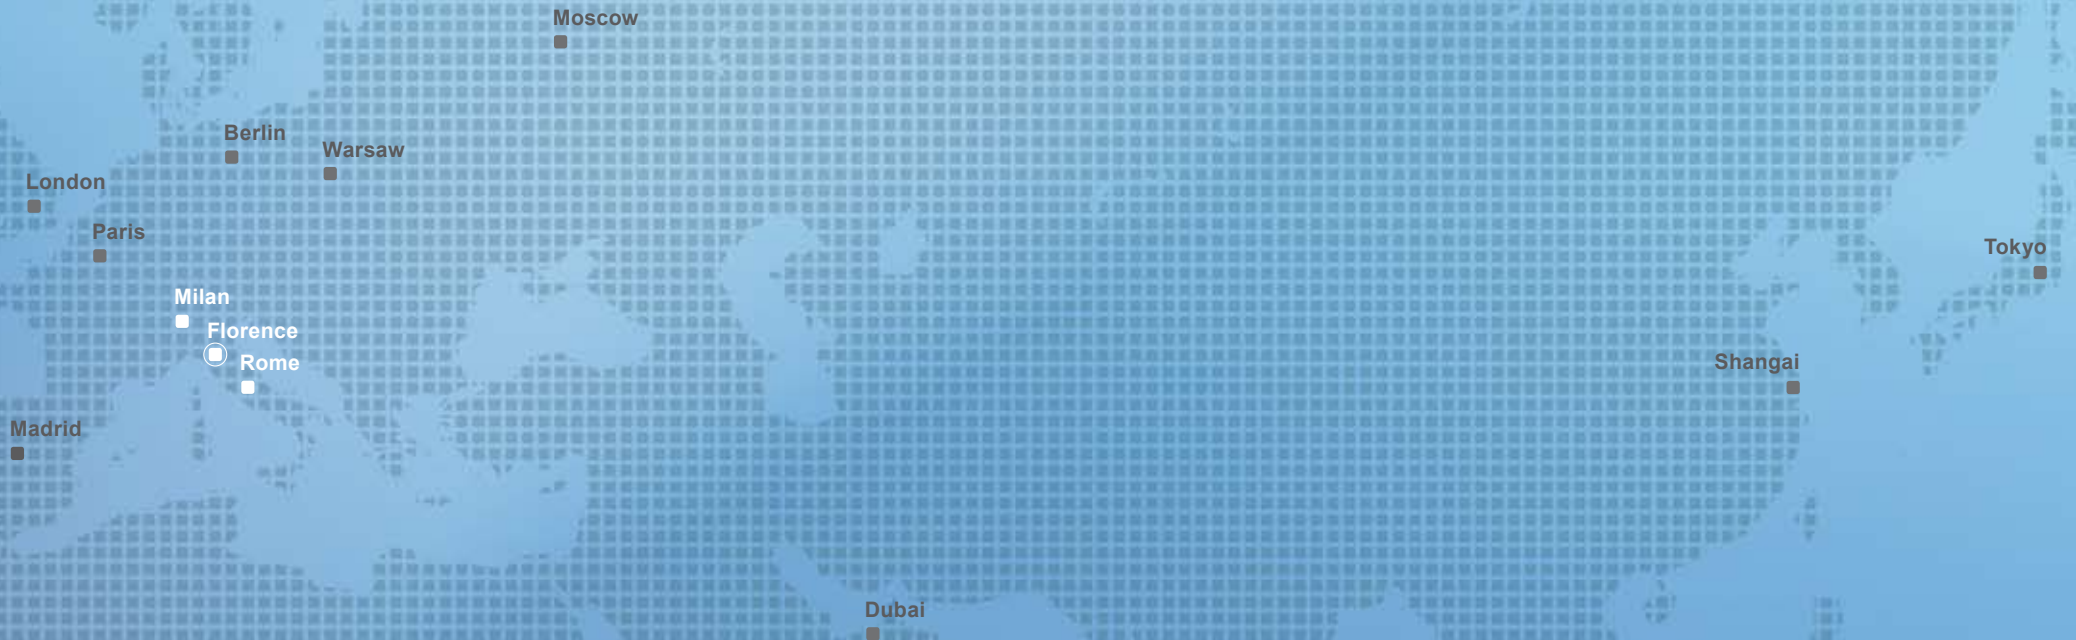 Moscow
Berlin
Warsaw
London
Paris
Tokyo
Milan
Florence
Rome
Shangai
Madrid
Dubai